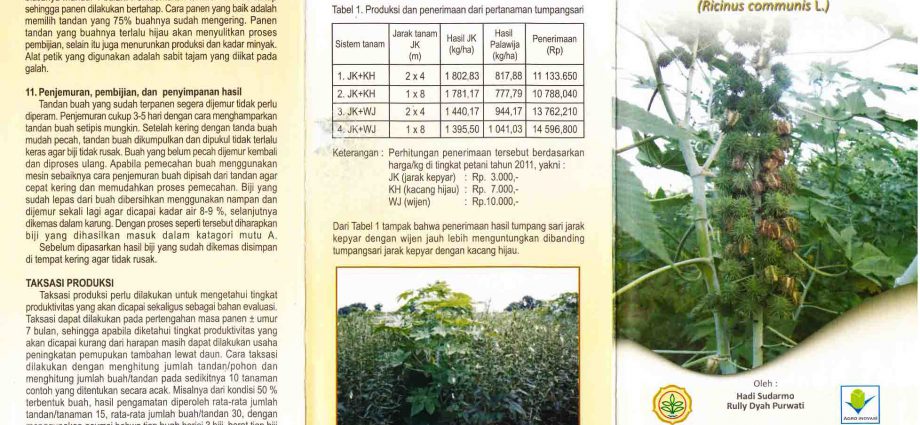 sehingga panen dilakukan bertahap. Cara panen yang baik adalah
memilih tandan yang 75% buahnya sudah mengering. Panen
tandan yang buahnya terlalu hijau akan menyulitkan proses
pembijian, selain itu juga menurunkan produksi dan kadar minyak.
Alat petik yang digunakan adalah sabit tajam yang diikat pada
galah.
11. Penjemuran, pembijian, dan penyimpanan hasil
Tandan buah yang sudah terpanen segera dijemur tidak perlu
diperam. Penjemuran cukup 3-5 hari dengan cara menghamparkan
tandan buah setipis mungkin. Setelah kering dengan tanda buah
mudah pecah, tandan buah dikumpulkan dan dipukul tidak terlalu
keras agar biji tidak rusak. Buah yang belum pecah dijemur kembali
dan diproses ulang. Apabila pemecahan buah menggunakan
mesin sebaiknya cara penjemuran buah dipisah dari tandan agar
cepat kering dan memudahkan proses pemecahan. Biji yang
sudah lepas dari buah dibersihkan menggunakan nampan dan
dijemur sekali lagi agar dicapai kadar air 8-9 %, selanjutnya
dikemas dalam karung. Dengan proses seperti tersebut diharapkan
biji yang dihasilkan masuk dalam katagori mutu A.
Sebelum dipasarkan hasil biji yang sudah dikemas disimpan
di tempat kering agar tidak rusak.
TAKSASI PRODUKSI
Taksasi produksi perlu dilakukan untuk mengetahui tingkat
produktivitas yang akan dicapai sekaligus sebagai bahan evaluasi.
Taksasi dapat dilakukan pada pertengahan masa panen ± umur
7 bulan, sehingga apabila diketahui tingkat produktivitas yang
akan dicapai kurang dari harapan masih dapat dilakukan usaha
peningkatan pemupukan tambahan lewat daun. Cara taksasi
dilakukan dengan menghitung jumlah tandan/pohon dan
menghitung jumlah buah/tandan pada sedikitnya 10 tanaman
contoh yang ditentukan secara acak. Misalnya dari kondisi 50 %
terbentuk buah, hasil pengamatan diperoleh rata-rata jumlah
tandan/tanaman 15, rata-rata jumlah buah/tandan 30, dengan
Tabel 1. Produksi dan penerimaan dari pertanaman tumpangsari
Sistem tanam Jarak tanam JK (m) Hasil JK (kg/ha) Hasil Palawija (kg/ha) Penerimaan (Rp)
1. JK+KH 2 x 4 1 802,83 817,88 11 133.650
2. JK+KH 1 x 8 1 781,17 777,79 10 788,040
3. JK+WJ 2 x 4 1 440,17 944,17 13 762,210
4. JK+WJ 1 x 8 1 395,50 1 041,03 14 596,800
Keterangan : Perhitungan penerimaan tersebut berdasarkan
harga/kg di tingkat petani tahun 2011, yakni :
JK (jarak kepyar) : Rp. 3.000,-
KH (kacang hijau) : Rp. 7.000,-
WJ (wijen) : Rp.10.000,-
Dari Tabel 1 tampak bahwa penerimaan hasil tumpang sari jarak
kepyar dengan wijen jauh lebih menguntungkan dibanding
tumpangsari jarak kepyar dengan kacang hijau.
(Ricinus communis L.)
Oleh :
Hadi Sudarmo
Rully Dyah Purwati
AGRO INOVASI